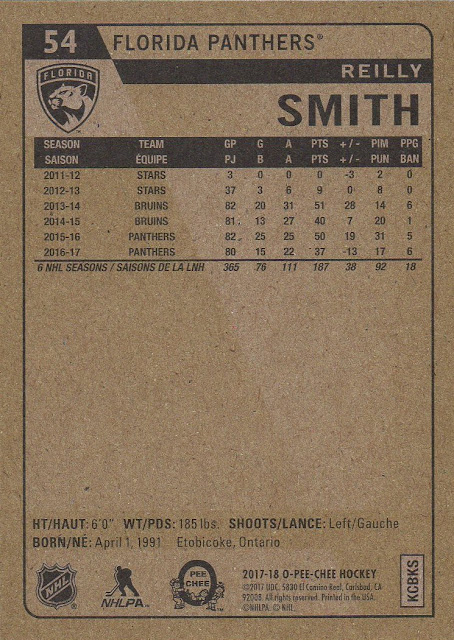 54 FLORIDA PANTHERS®
FLORIDA
REILLY
SMITH
SEASON TEAM GP G A PTS +/- PIM PPG
SAISON ÉQUIPE PJ B A PTS +/- PUN BAN
2011-12 STARS 3 0 0 0 -3 2 0
2012-13 STARS 37 3 6 9 0 8 0
2013-14 BRUINS 82 20 31 51 28 14 6
2014-15 BRUINS 81 13 27 40 7 20 1
2015-16 PANTHERS 82 25 25 50 19 31 5
2016-17 PANTHERS 80 15 22 37 -13 17 6
6 NHL SEASONS / SAISONS DE LA LNH 365 76 111 187 38 92 18
HT/HAUT: 6'0" WT/PDS: 185 lbs. SHOOTS/LANCE: Left/Gauche
BORN/NE: April 1, 1991 Etobicoke, Ontario
NHL
NHLPA
O PEE CHEE
2017-18 O-PEE-CHEE HOCKEY
©2017 UDC. 5830 El Camino Real, Carlsbad, CA
92008. All rights reserved. Printed in the USA.
©NHLPA. © NHL.
KCBKS